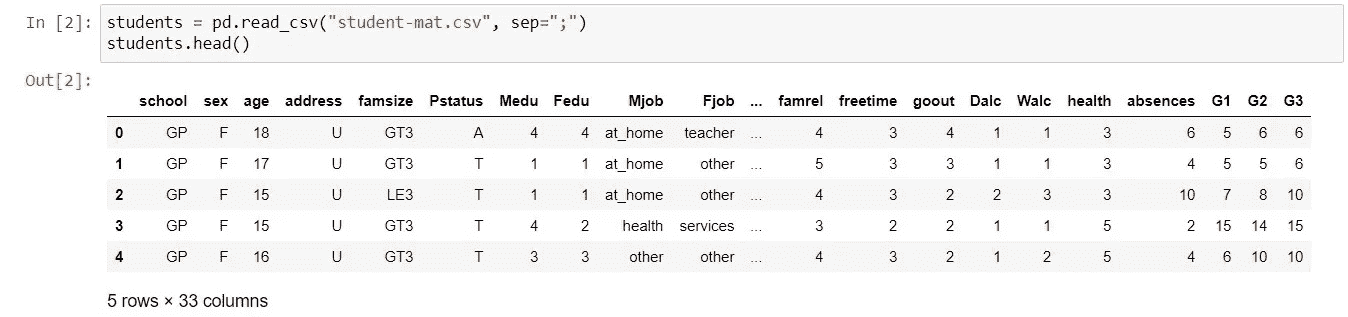 In [2]: students = pd.read_csv("student-mat.csv", sep=";")
students.head()
Out[2]:
school sex age address famsize Pstatus Medu Fedu Mjob Fjob ... famrel freetime goout Dalc Walc health absences G1 G2 G3
0 GP F 18 U GT3 A 4 4 at_home teacher ... 4 3 4 1 1 3 6 5 6 6
1 GP F 17 U GT3 T 1 1 at_home other ... 5 3 3 1 1 3 4 5 5 6
2 GP F 15 U LE3 T 1 1 at_home other ... 4 3 2 2 3 3 10 7 8 10
3 GP F 15 U GT3 T 4 2 health services ... 3 2 2 1 1 5 2 15 14 15
4 GP F 16 U GT3 T 3 3 other other ... 4 3 2 1 2 5 4 6 10 10
5 rows × 33 columns